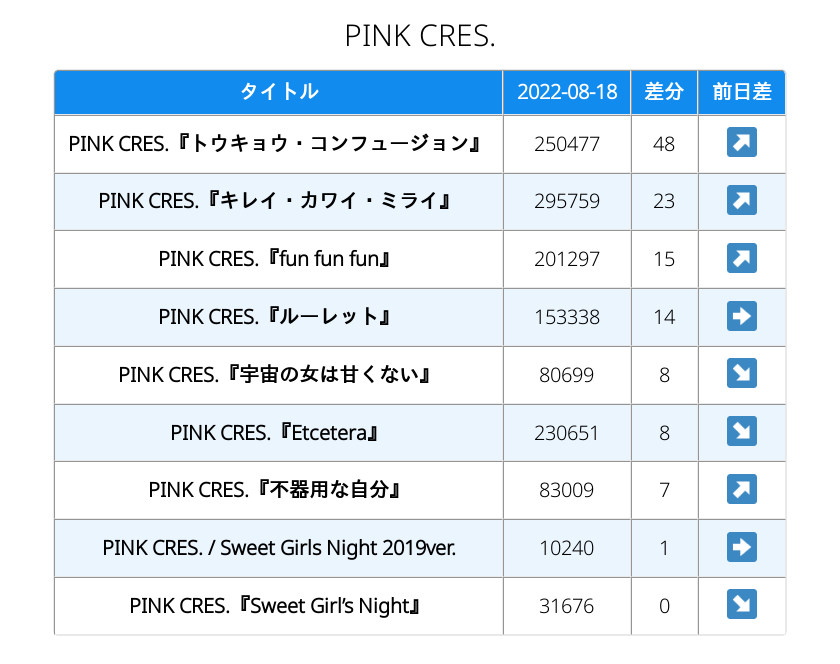 PINK CRES.
タイトル 2022-08-18 差分 前日差
PINK CRES.『トウキョウ・コンフュージョン』 250477 48 ↗
PINK CRES.『キレイ・カワイ・ミライ』 295759 23 ↗
PINK CRES.『fun fun fun』 201297 15 ↗
PINK CRES.『ルーレット』 153338 14 ➡
PINK CRES.『宇宙の女は甘くない』 80699 8 ↘
PINK CRES.『Etcetera』 230651 8 ↘
PINK CRES.『不器用な自分』 83009 7 ↗
PINK CRES. / Sweet Girls Night 2019ver. 10240 1 ➡
PINK CRES.『Sweet Girl’s Night』 31676 0 ↘